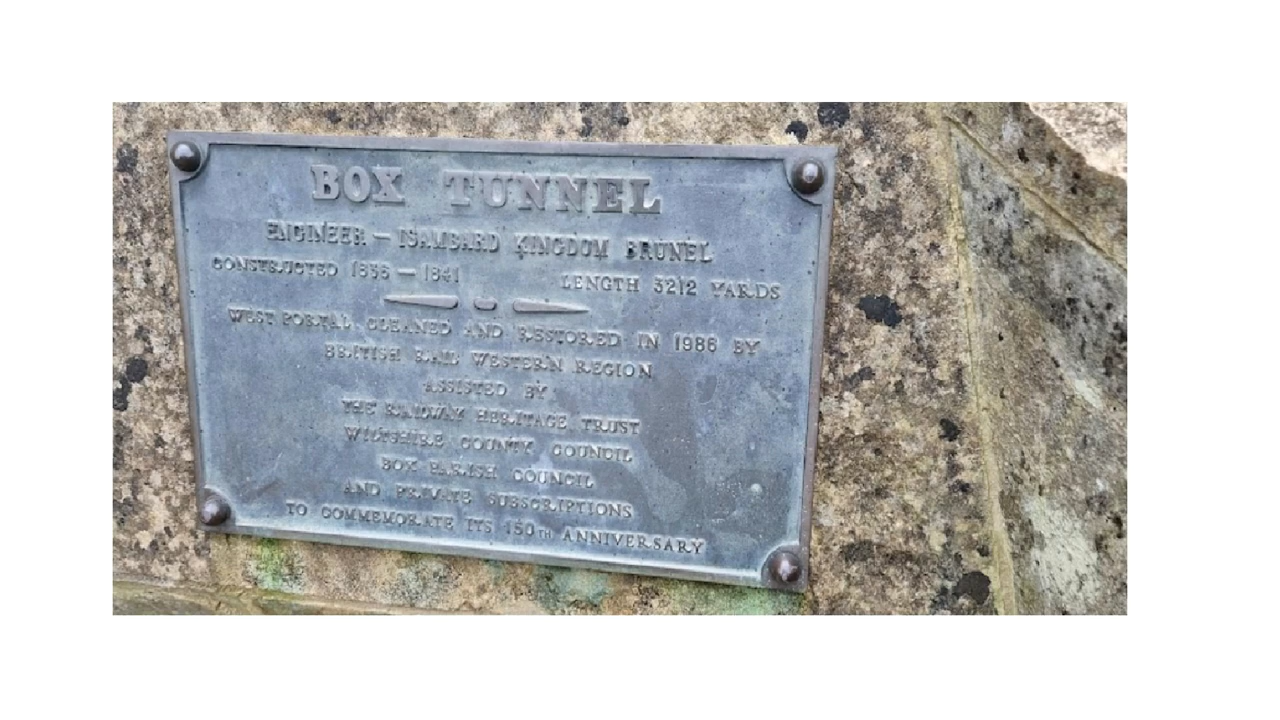 BOX TUNNEL
ENGINEER — ISAMBARD KINGDOM BRUNEL
CONSTRUCTED 1836 — 1841 LENGTH 3212 YARDS
WEST PORTAL CLEANED AND RESTORED IN 1986 BY
BRITISH RAIL WESTERN REGION
ASSISTED BY
THE RAILWAY HERITAGE TRUST
WILTSHIRE COUNTY COUNCIL
BOX PARISH COUNCIL
AND PRIVATE SUBSCRIPTIONS
TO COMMEMORATE ITS 150TH ANNIVERSARY